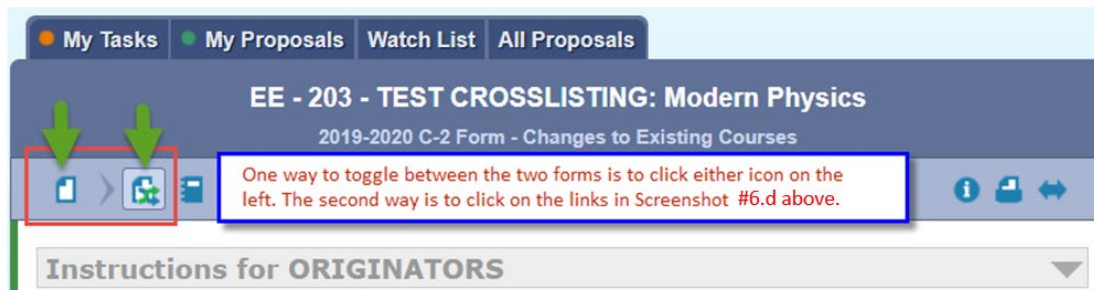 My Tasks My Proposals Watch List All Proposals
EE - 203 - TEST CROSSLISTING: Modern Physics
2019-2020 C-2 Form - Changes to Existing Courses
One way to toggle between the two forms is to click either icon on the
left. The second way is to click on the links in Screenshot #6.d above.
Instructions for ORIGINATORS